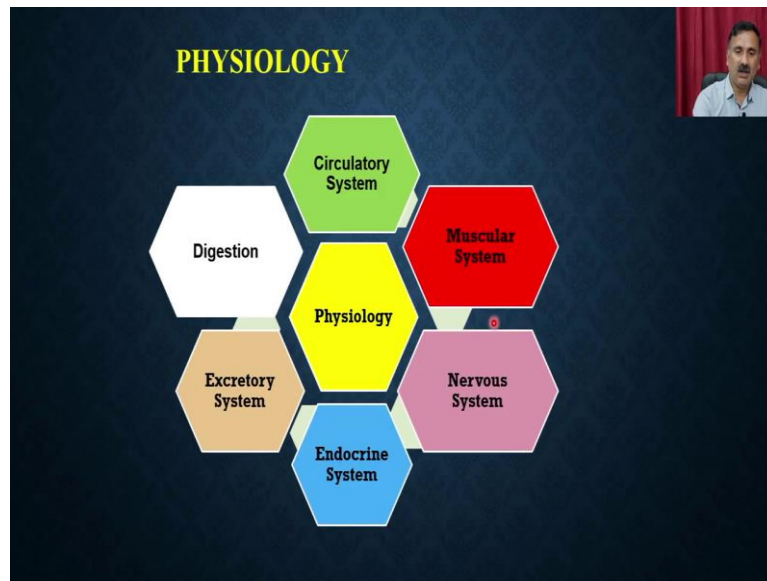 PHYSIOLOGY
Circulatory
System
Digestion
Muscular
System
Physiology
Excretory
System
Nervous
System
Endocrine
System